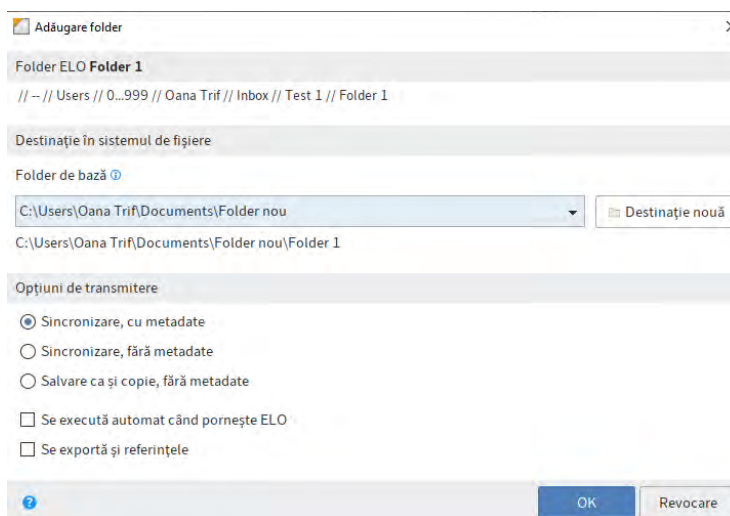 Adăugare folder
Folder ELO Folder 1
// -- // Users // 0...999 // Oana Trif // Inbox // Test 1 // Folder 1
Destinație în sistemul de fișiere
Folder de bază
C:\Users\Oana Trif\Documents\Folder nou
Destinație nouă
C:\Users\Oana Trif\Documents\Folder nou\Folder 1
Opțiuni de transmitere
Sincronizare, cu metadate
Sincronizare, fără metadate
Salvare ca și copie, fără metadate
Se execută automat când pornește ELO
Se exportă și referințele
OK
Revocare